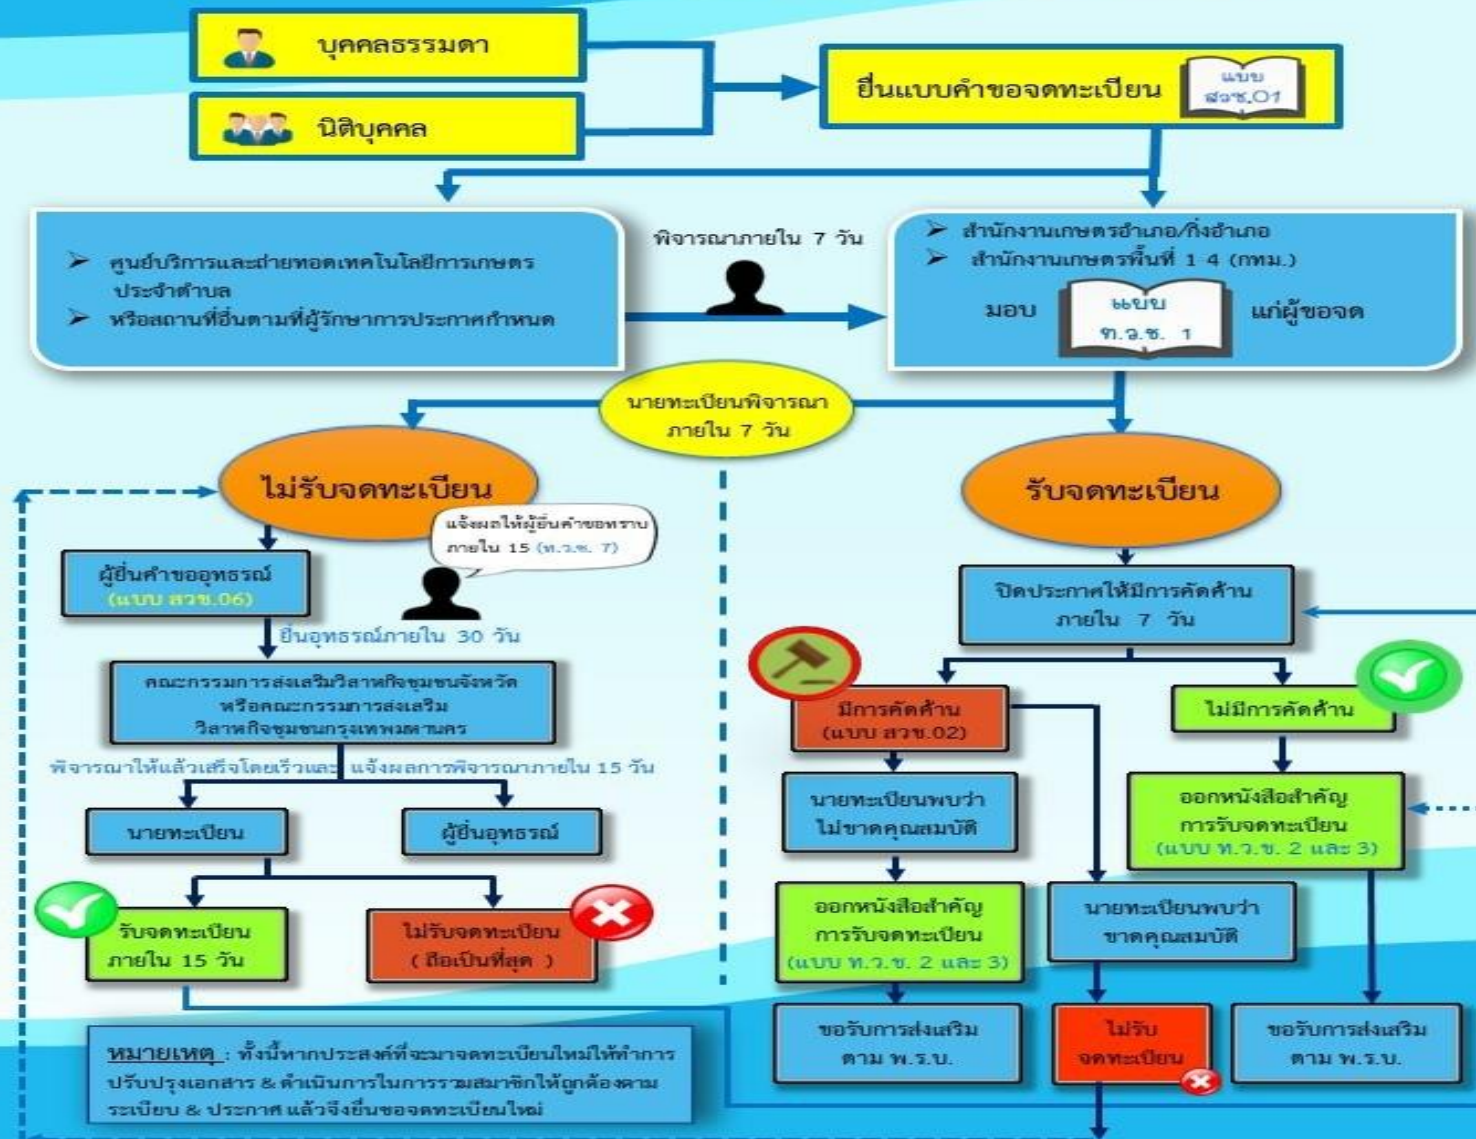 บุคคลธรรมดา
นิติบุคคล
ยื่นแบบคำขอจดทะเบียน
แบบ
สวช.01
➢ ศูนย์บริการและถ่ายทอดเทคโนโลยีการเกษตร
ประจำตำบล
➢ หรือสถานที่อื่นตามที่ผู้รักษาการประกาศกำหนด
พิจารณาภายใน 7 วัน
➢ สำนักงานเกษตรอำเภอ/กิ่งอำเภอ
➢ สำนักงานเกษตรพื้นที่ 1 4 (กทม.)
มอบ
แบบ
ท.ว.ช. 1
แก่ผู้ขอจด
นายทะเบียนพิจารณา
ภายใน 7 วัน
ไม่รับจดทะเบียน
แจ้งผลให้ผู้ยื่นคำขอทราบ
ภายใน 15 (ท.ว.ช. 7)
ผู้ยื่นคำขออุทธรณ์
(แบบ สวช.06)
ยื่นอุทธรณ์ภายใน 30 วัน
คณะกรรมการส่งเสริมวิสาหกิจชุมชนจังหวัด
หรือคณะกรรมการส่งเสริม
วิสาหกิจชุมชนกรุงเทพมหานคร
พิจารณาให้แล้วเสร็จโดยเร็วและ แจ้งผลการพิจารณาภายใน 15 วัน
นายทะเบียน
ผู้ยื่นอุทธรณ์
รับจดทะเบียน
ภายใน 15 วัน
ไม่รับจดทะเบียน
( ถือเป็นที่สุด )
หมายเหตุ : ทั้งนี้หากประสงค์ที่จะมาจดทะเบียนใหม่ให้ทำการ
ปรับปรุงเอกสาร & ดำเนินการในการรวมสมาชิกให้ถูกต้องตาม
ระเบียบ & ประกาศ แล้วจึงยื่นขอจดทะเบียนใหม่
รับจดทะเบียน
ปิดประกาศให้มีการคัดค้าน
ภายใน 7 วัน
มีการคัดค้าน
(แบบ สวช.02)
ไม่มีการคัดค้าน
นายทะเบียนพบว่า
ไม่ขาดคุณสมบัติ
ออกหนังสือสำคัญ
การรับจดทะเบียน
(แบบ ท.ว.ช. 2 และ 3)
ออกหนังสือสำคัญ
การรับจดทะเบียน
(แบบ ท.ว.ช. 2 และ 3)
นายทะเบียนพบว่า
ขาดคุณสมบัติ
ขอรับการส่งเสริม
ตาม พ.ร.บ.
ไม่รับ
จดทะเบียน
ขอรับการส่งเสริม
ตาม พ.ร.บ.